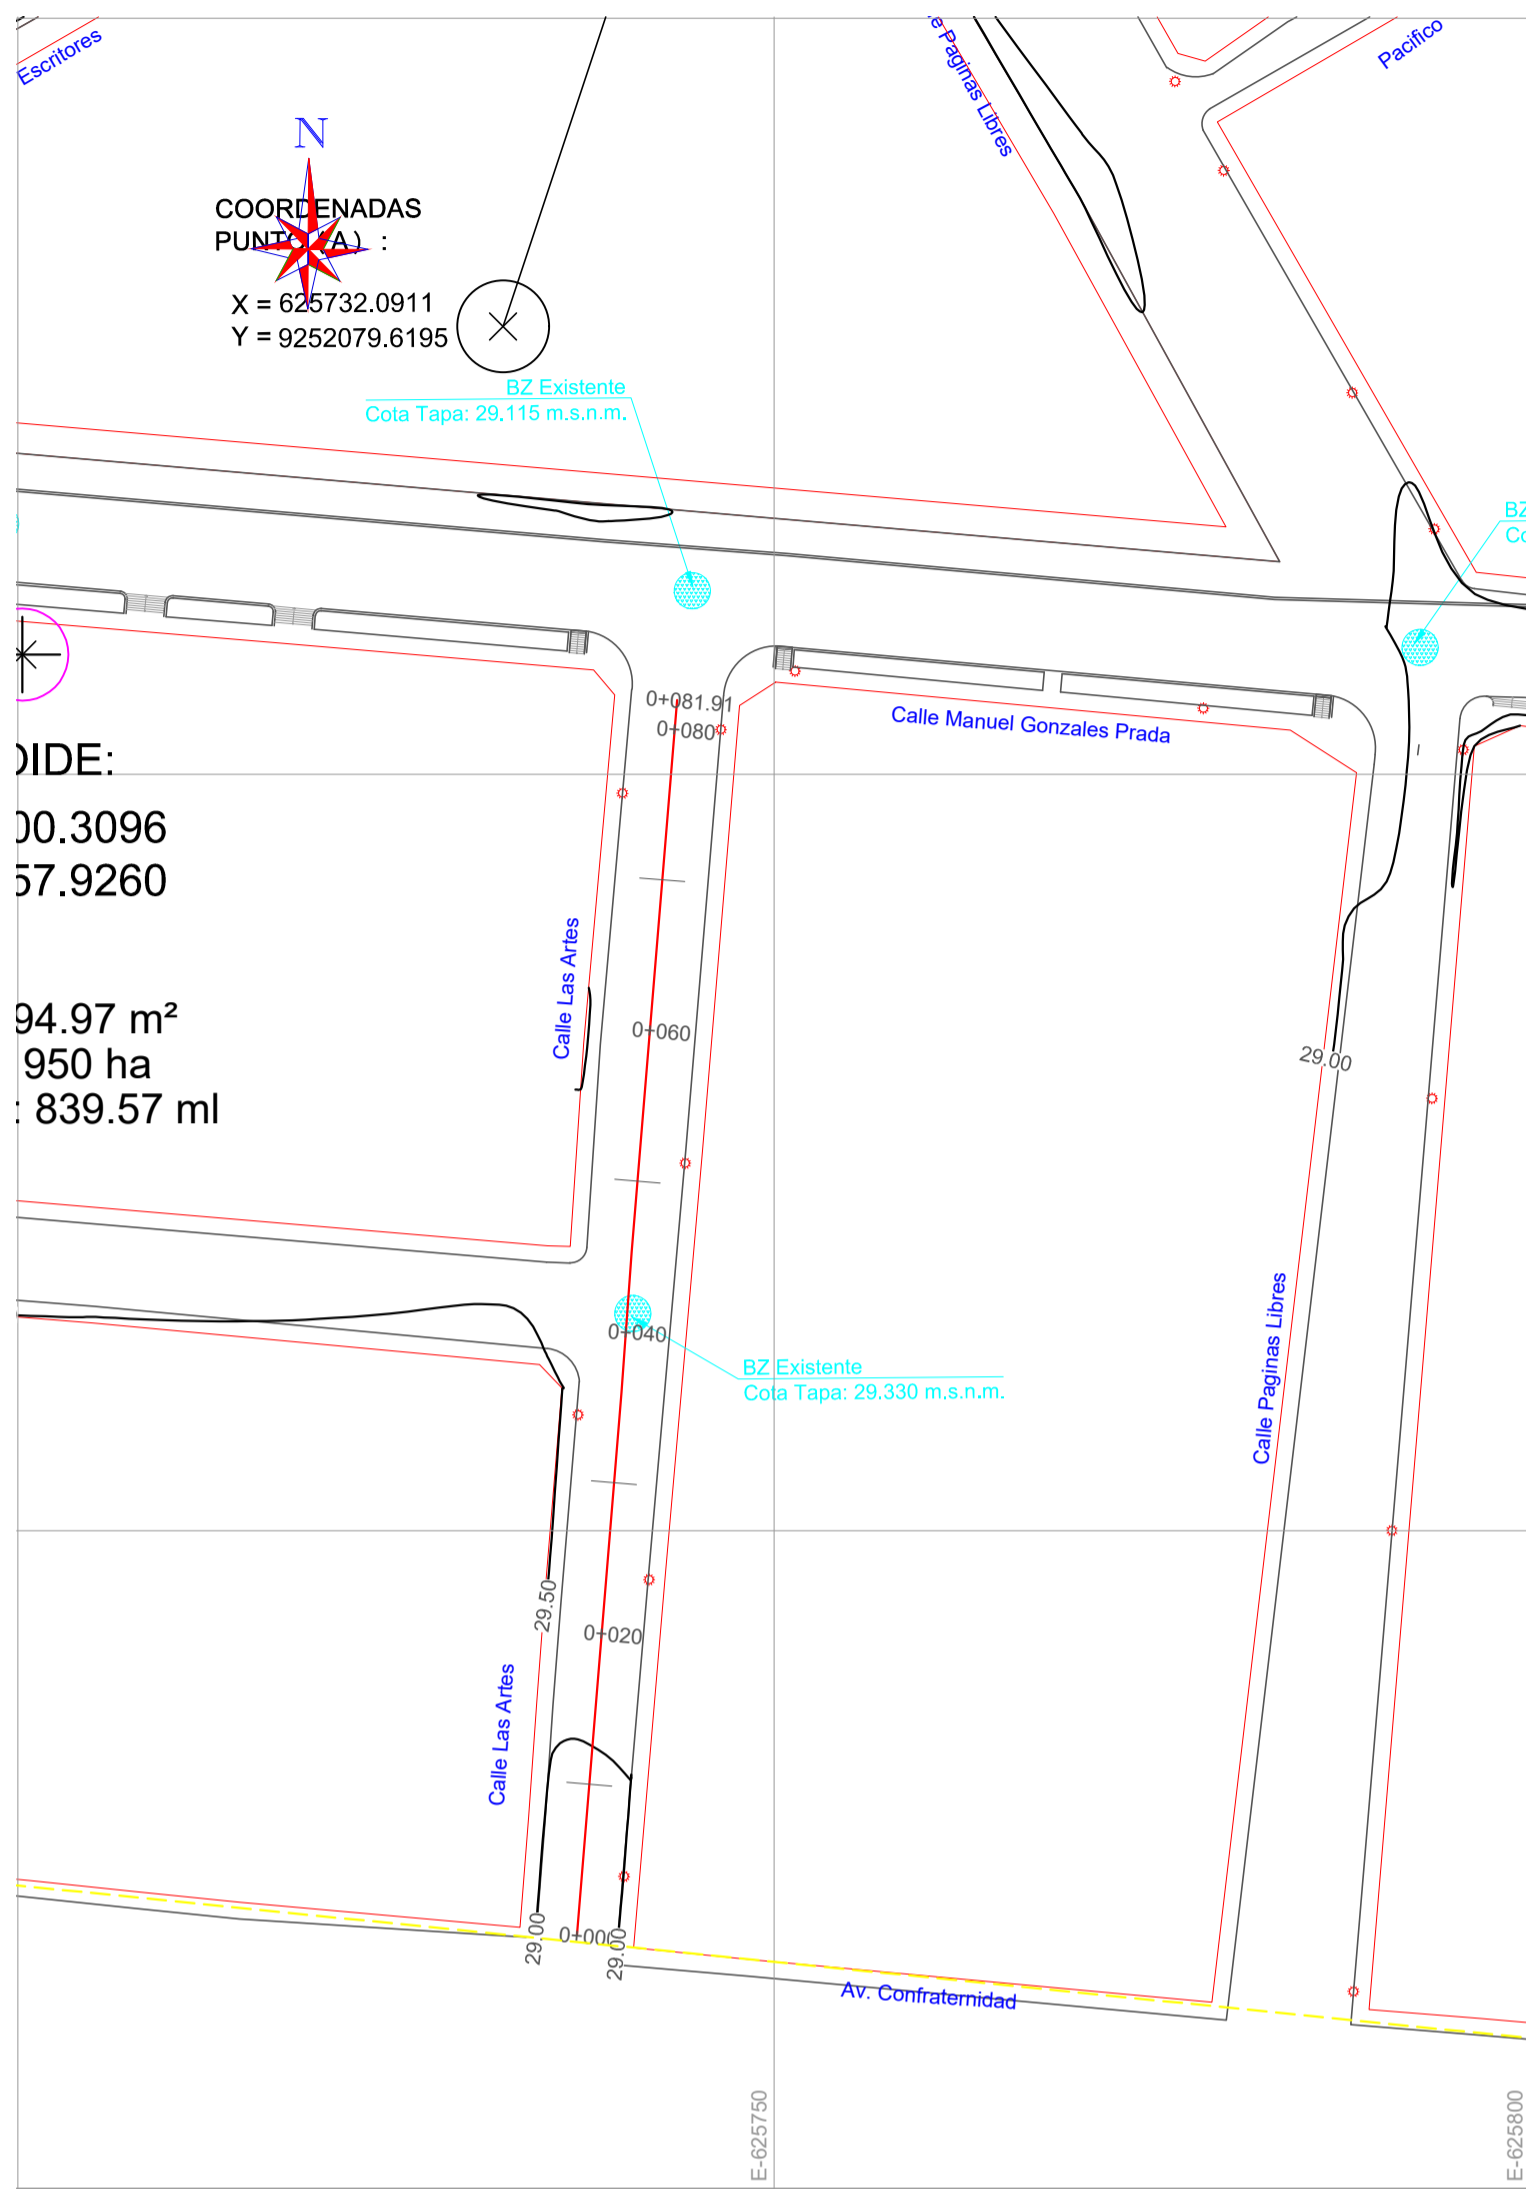 Escritores
Paginas Libres
Pacifico
N
COORDENADAS
PUNTO (A) :
X = 625732.0911
Y = 9252079.6195
BZ Existente
Cota Tapa: 29.115 m.s.n.m.
BZ
0+081.91
0+080
Calle Manuel Gonzales Prada
00.3096
57.9260
Calle Las Artes
94.97 m²
950 ha
: 839.57 ml
0+060
29.00
0+040
BZ Existente
Cota Tapa: 29.330 m.s.n.m.
Calle Paginas Libres
29.50
0+020
Calle Las Artes
29.00
0+000
29.00
Av. Confraternidad
E-625750
E-625800